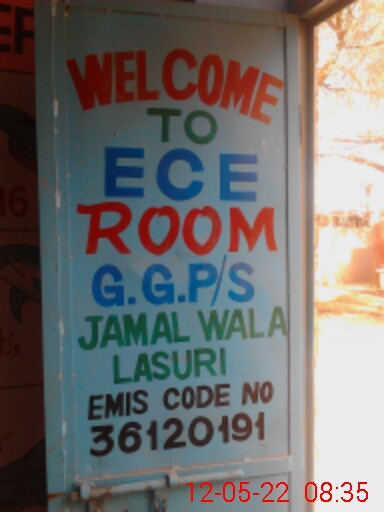 WELCOME
TO
ECE
ROOM
G.G.P/S
JAMAL WALA
LASURI
EMIS CODE NO
36120191
12-05-22 08:35